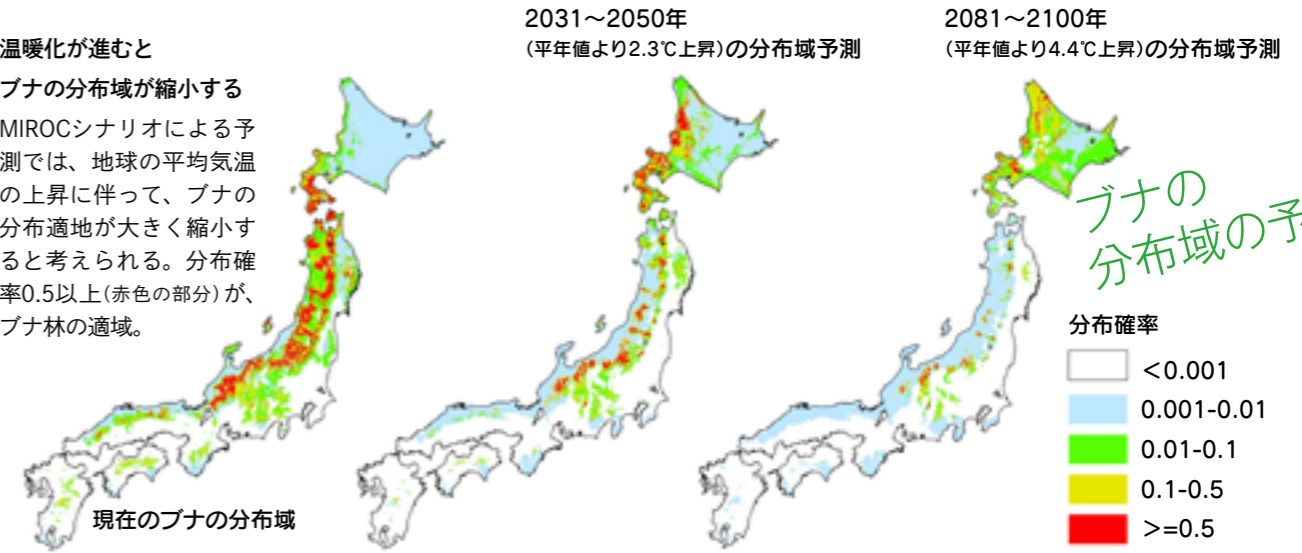 温暖化が進むと
ブナの分布域が縮小する
MIROCシナリオによる予
測では、地球の平均気温
の上昇に伴って、ブナの
分布適地が大きく縮小す
ると考えられる。分布確
率0.5以上(赤色の部分)が、
ブナ林の適域。
現在のブナの分布域
2031～2050年
(平年値より2.3℃上昇)の分布域予測
2081～2100年
(平年値より4.4℃上昇)の分布域予測
ブナの
分布域の予
分布確率
<0.001
0.001-0.01
0.01-0.1
0.1-0.5
>=0.5